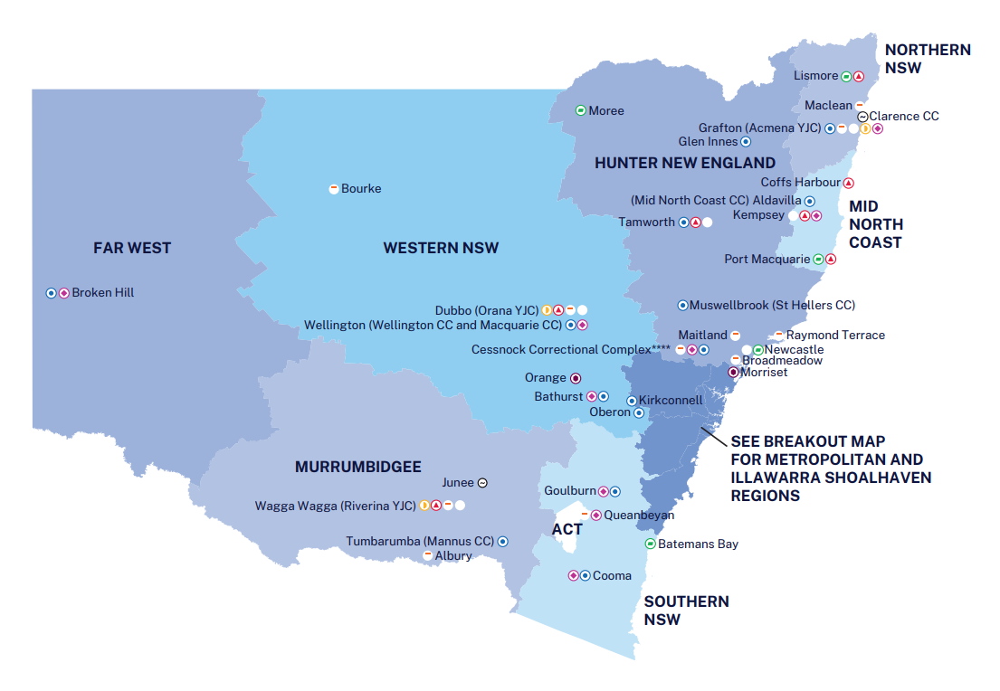 NORTHERN
NSW
Lismore
Maclean
Clarence CC
Grafton (Acmena YJC)
Glen Innes
Moree
HUNTER NEW ENGLAND
Coffs Harbour
(Mid North Coast CC) Aldavilla
Kempsey
MID
NORTH
COAST
Tamworth
Port Macquarie
Bourke
FAR WEST
WESTERN NSW
Broken Hill
Dubbo (Orana YJC)
Wellington (Wellington CC and Macquarie CC)
Muswellbrook (St Hellers CC)
Maitland
Raymond Terrace
Cessnock Correctional Complex****
Newcastle
Broadmeadow
Morriset
Orange
Bathurst
Kirkconnell
Oberon
SEE BREAKOUT MAP
FOR METROPOLITAN AND
ILLAWARRA SHOALHAVEN
REGIONS
MURRUMBIDGEE
Junee
Goulburn
Wagga Wagga (Riverina YJC)
Queanbeyan
ACT
Tumbarumba (Mannus CC)
Albury
Batemans Bay
Cooma
SOUTHERN
NSW